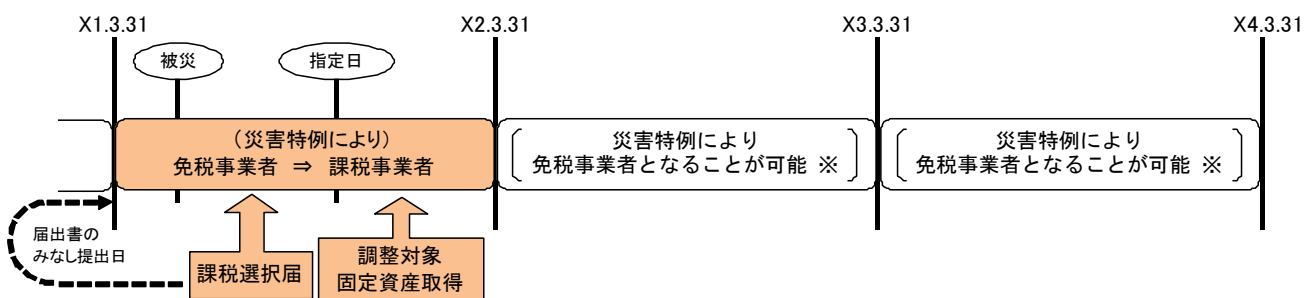 X1.3.31
X2.3.31
X3.3.31
X4.3.31
被災
指定日
(災害特例により)
免税事業者 ⇒ 課税事業者
災害特例により
免税事業者となることが可能 ※
災害特例により
免税事業者となることが可能 ※
届出書の
みなし提出日
課税選択届
調整対象
固定資産取得